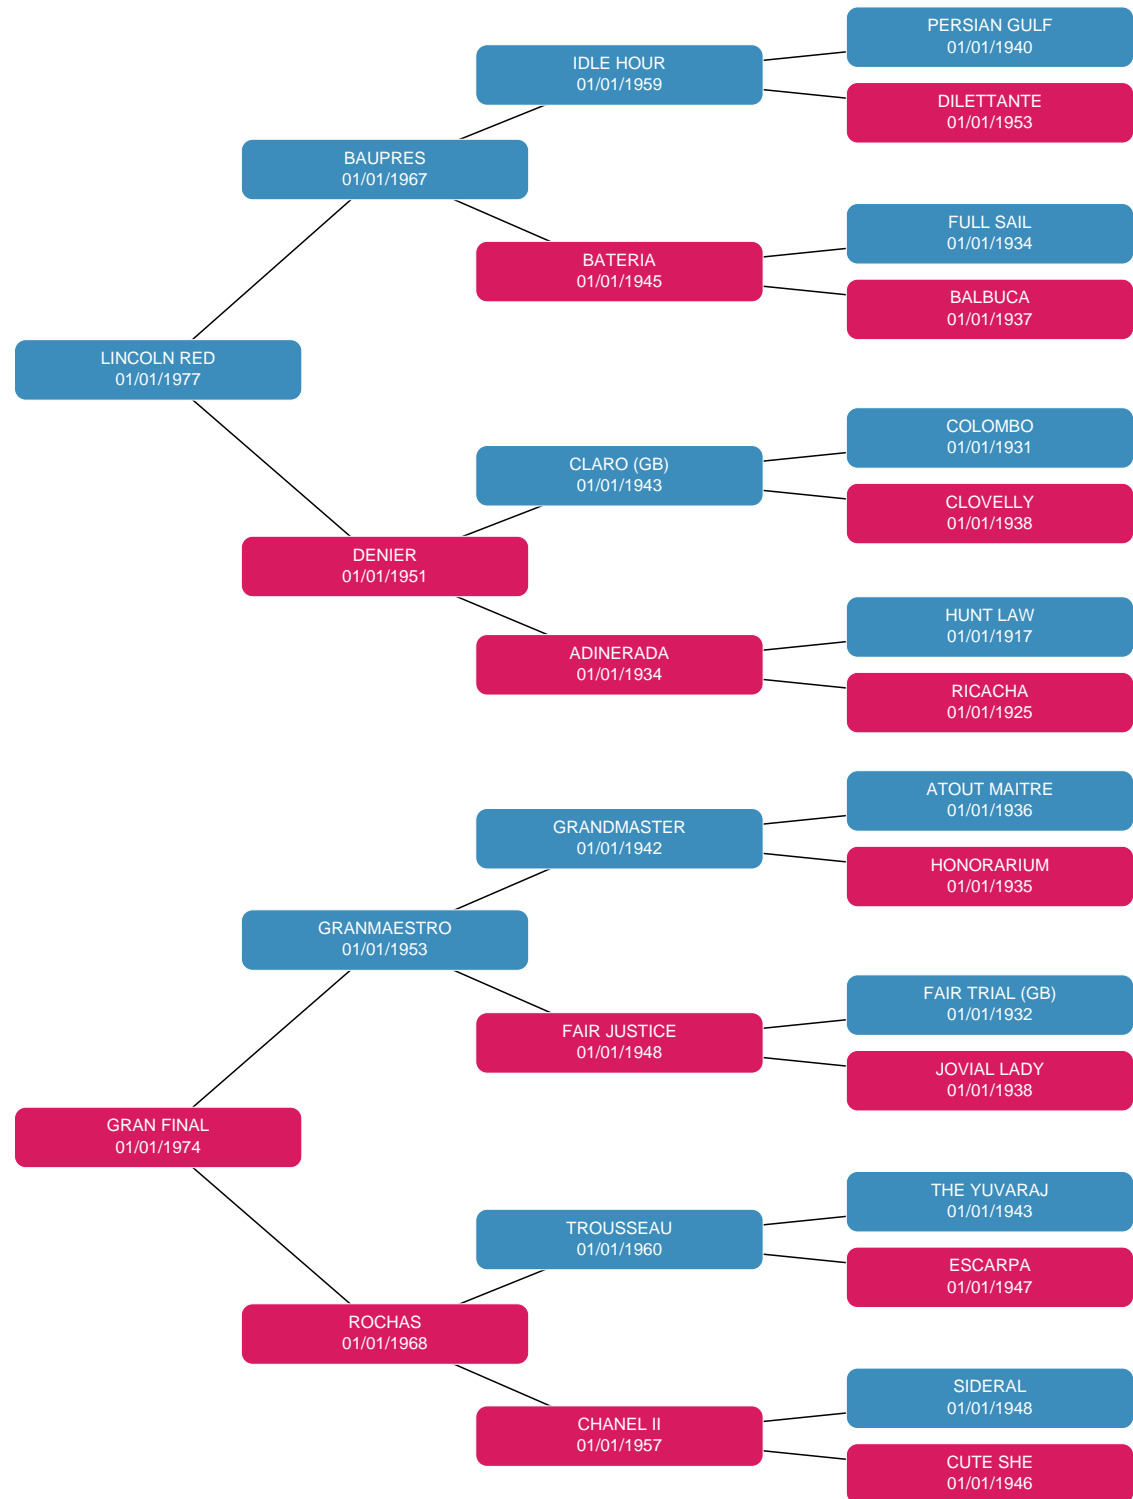 PERSIAN GULF
01/01/1940
IDLE HOUR
01/01/1959
DILETTANTE
01/01/1953
BAUPRES
01/01/1967
FULL SAIL
01/01/1934
BATERIA
01/01/1945
BALBUCA
01/01/1937
LINCOLN RED
01/01/1977
COLOMBO
01/01/1931
CLARO (GB)
01/01/1943
CLOVELLY
01/01/1938
DENIER
01/01/1951
HUNT LAW
01/01/1917
ADINERADA
01/01/1934
RICACHA
01/01/1925
ATOUT MAITRE
01/01/1936
GRANDMASTER
01/01/1942
HONORARIUM
01/01/1935
GRANMAESTRO
01/01/1953
FAIR TRIAL (GB)
01/01/1932
FAIR JUSTICE
01/01/1948
JOVIAL LADY
01/01/1938
GRAN FINAL
01/01/1974
THE YUVARAJ
01/01/1943
TROUSSEAU
01/01/1960
ESCARPA
01/01/1947
ROCHAS
01/01/1968
SIDERAL
01/01/1948
CHANEL II
01/01/1957
CUTE SHE
01/01/1946